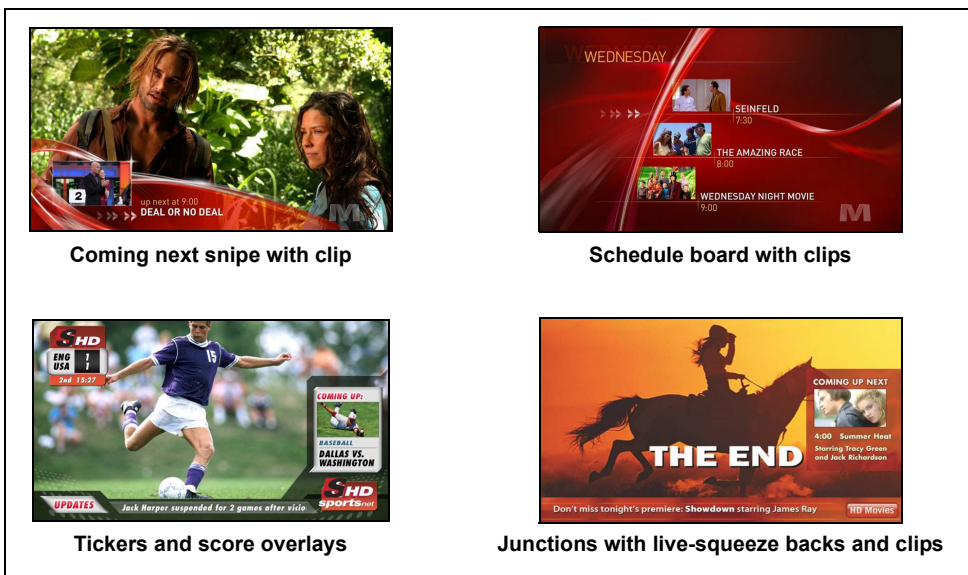 2
up next at 9:00
DEAL OR NO DEAL
M
Coming next snipe with clip
WEDNESDAY
SEINFELD
7:30
THE AMAZING RACE
8:00
WEDNESDAY NIGHT MOVIE
9:00
M
Schedule board with clips
SHD
ENG 1
USA 1
2nd 15:27
15
COMING UP:
BASEBALL
DALLAS VS.
WASHINGTON
SHD
sportsnet
UPDATES
Jack Harper suspended for 2 games after vicio
Tickers and score overlays
COMING UP NEXT
4:00 Summer Heat
Starring Tracy Green
and Jack Richardson
THE END
Don't miss tonight's premiere: Showdown starring James Ray
HD Movies
Junctions with live-squeeze backs and clips